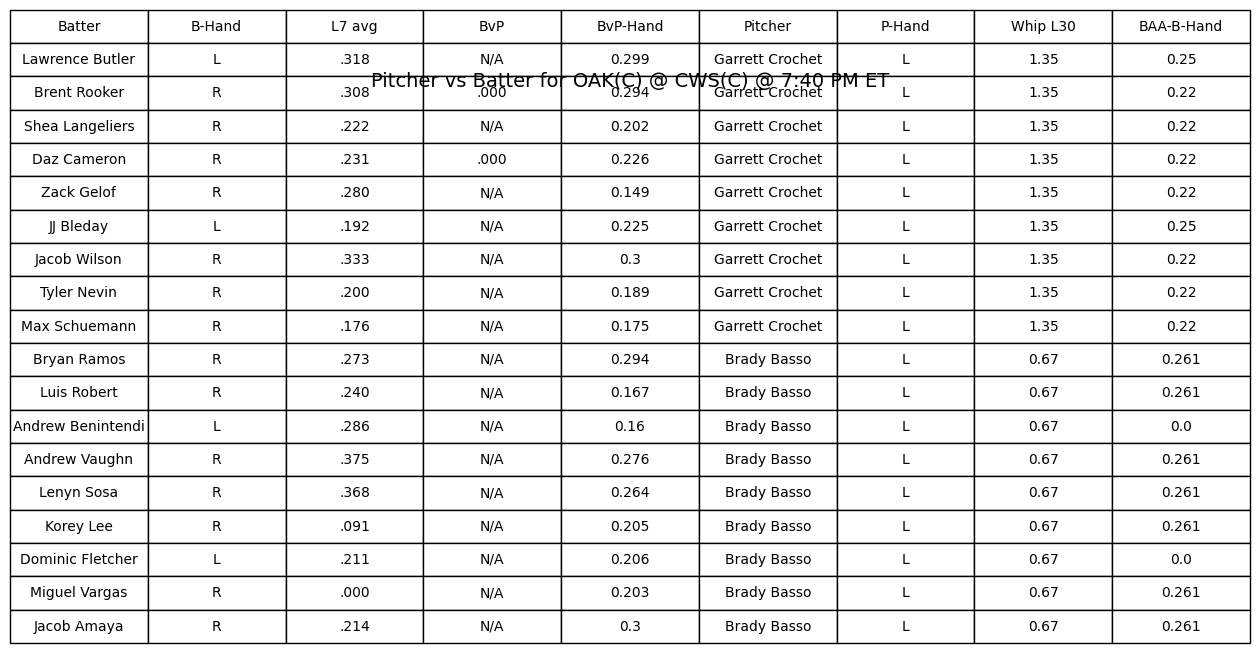 Batter B-Hand L7 avg BvP BvP-Hand Pitcher P-Hand Whip L30 BAA-B-Hand
Lawrence Butler L .318 N/A 0.299 Garrett Crochet L 1.35 0.25
Pitcher vs Batter for OAK(C) @ CWS(C) @ 7:40 PM ET
Brent Rooker R .308 .000 0.294 Garrett Crochet L 1.35 0.22
Shea Langeliers R .222 N/A 0.202 Garrett Crochet L 1.35 0.22
Daz Cameron R .231 .000 0.226 Garrett Crochet L 1.35 0.22
Zack Gelof R .280 N/A 0.149 Garrett Crochet L 1.35 0.22
JJ Bleday L .192 N/A 0.225 Garrett Crochet L 1.35 0.25
Jacob Wilson R .333 N/A 0.3 Garrett Crochet L 1.35 0.22
Tyler Nevin R .200 N/A 0.189 Garrett Crochet L 1.35 0.22
Max Schuemann R .176 N/A 0.175 Garrett Crochet L 1.35 0.22
Bryan Ramos R .273 N/A 0.294 Brady Basso L 0.67 0.261
Luis Robert R .240 N/A 0.167 Brady Basso L 0.67 0.261
Andrew Benintendi L .286 N/A 0.16 Brady Basso L 0.67 0.0
Andrew Vaughn R .375 N/A 0.276 Brady Basso L 0.67 0.261
Lenyn Sosa R .368 N/A 0.264 Brady Basso L 0.67 0.261
Korey Lee R .091 N/A 0.205 Brady Basso L 0.67 0.261
Dominic Fletcher L .211 N/A 0.206 Brady Basso L 0.67 0.0
Miguel Vargas R .000 N/A 0.203 Brady Basso L 0.67 0.261
Jacob Amaya R .214 N/A 0.3 Brady Basso L 0.67 0.261